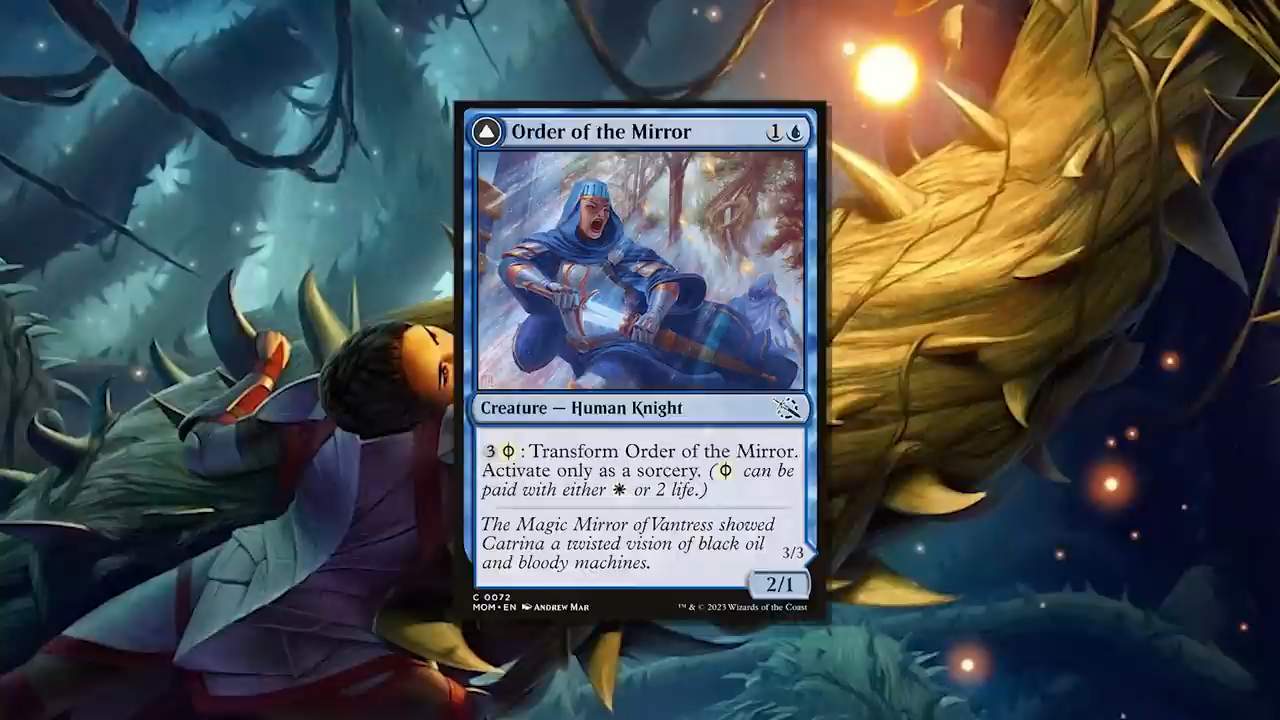 Order of the Mirror 1
Creature — Human Knight
3 : Transform Order of the Mirror.
Activate only as a sorcery. ( can be
paid with either or 2 life.)
The Magic Mirror of Vantress showed
Catrina a twisted vision of black oil
and bloody machines.
3/3
2/1
C 0072
MOM • EN Andrew Mar
™ & © 2023 Wizards of the Coast